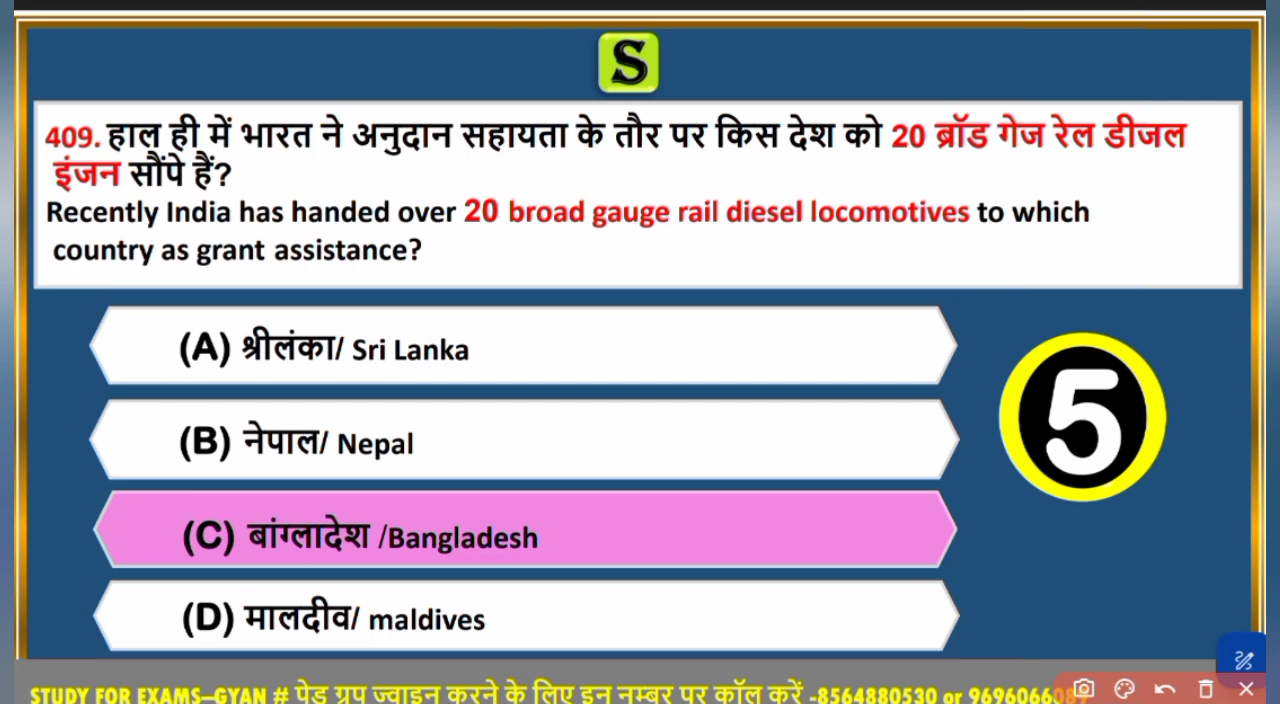 S
409. हाल ही में भारत ने अनुदान सहायता के तौर पर किस देश को 20 ब्रॉड गेज रेल डीजल
इंजन सौंपे हैं?
Recently India has handed over 20 broad gauge rail diesel locomotives to which
country as grant assistance?
(A) श्रीलंका/ Sri Lanka
(B) नेपाल/ Nepal
5
(C) बांग्लादेश /Bangladesh
(D) मालदीव/ maldives
STUDY FOR EXAMS–GYAN # पेड ग्रुप ज्वाइन करने के लिए इन नम्बर पर कॉल करें -8564880530 or 9696066089